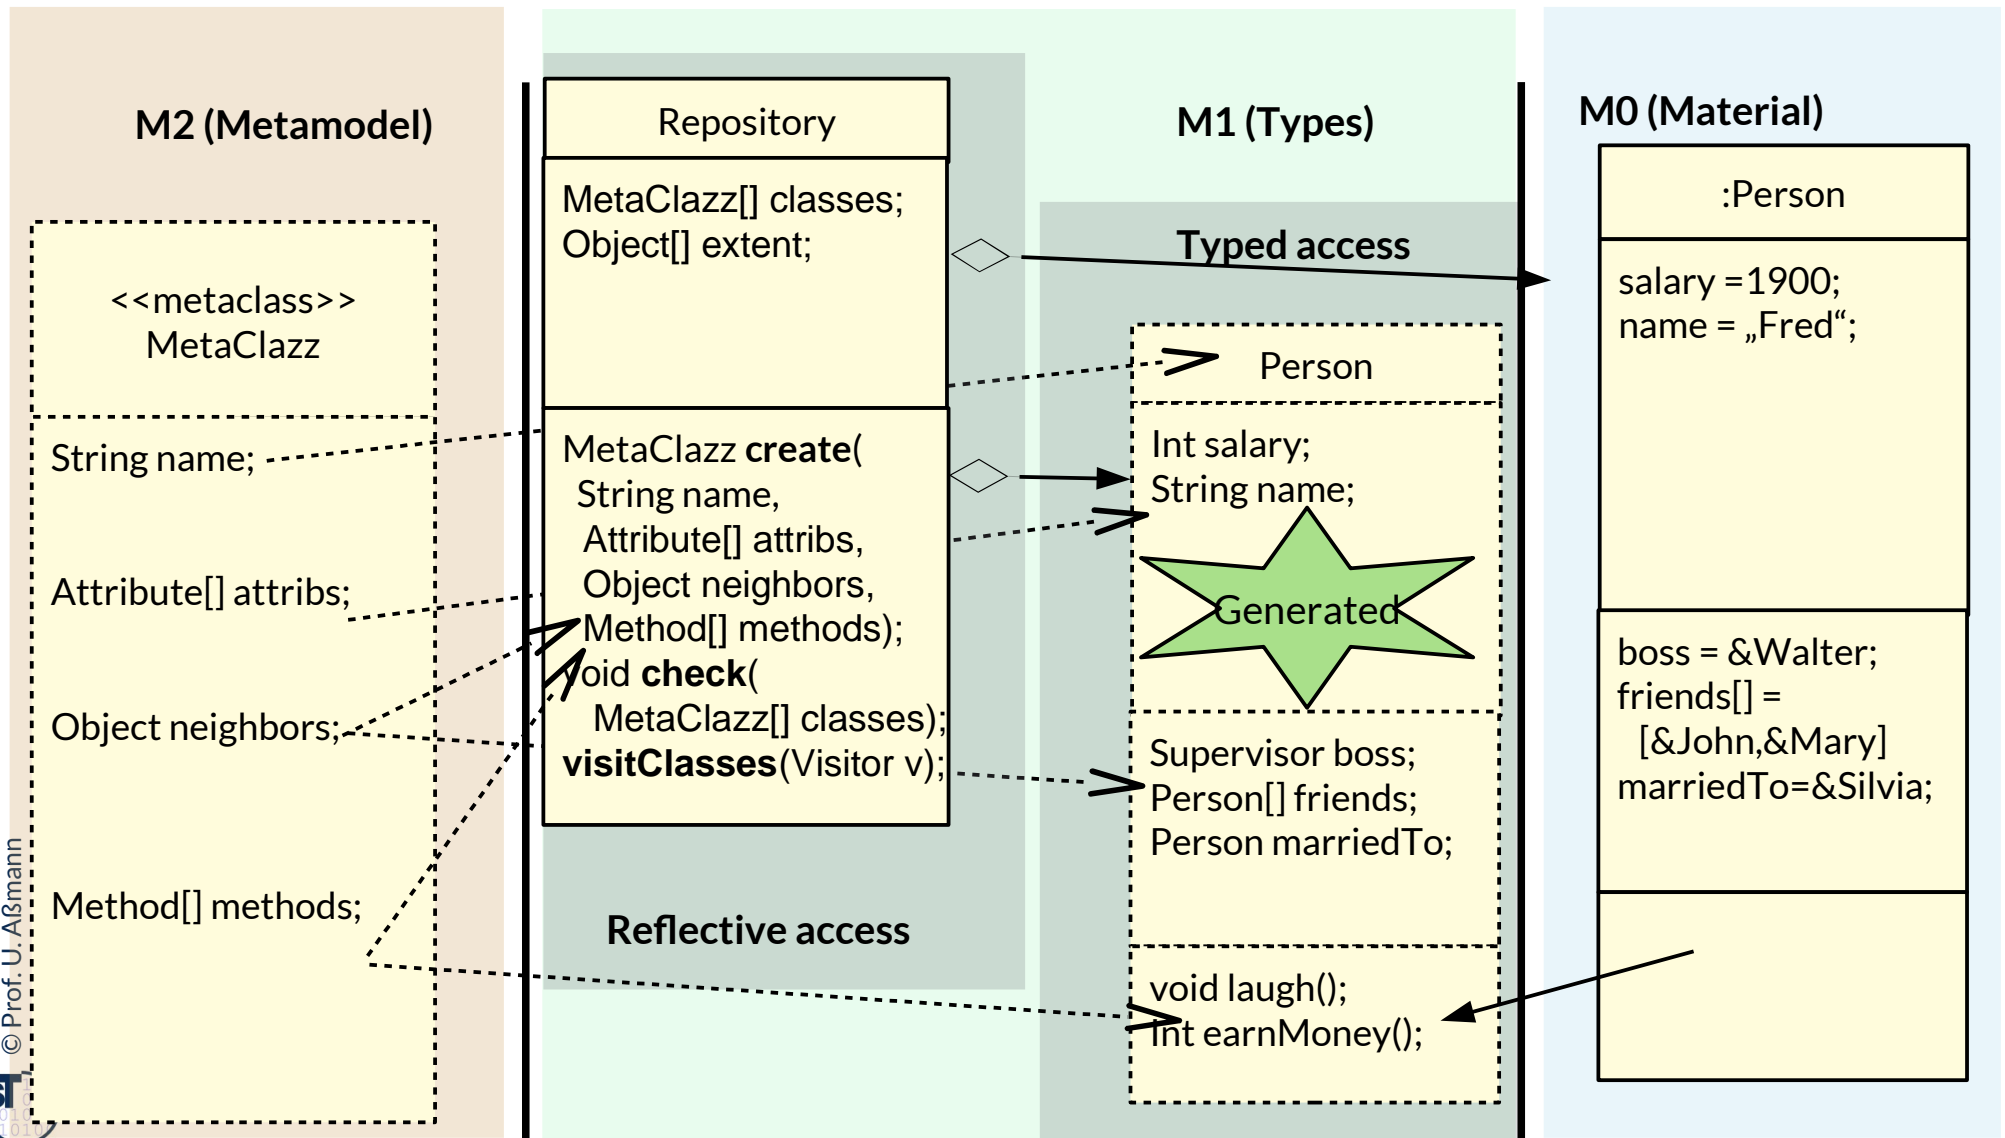 M2 (Metamodel)
<<metaclass>>
MetaClazz
String name;
Attribute[] attribs;
Object neighbors;
Method[] methods;
Repository
MetaClazz[] classes;
Object[] extent;
MetaClazz create(
String name,
Attribute[] attribs,
Object neighbors,
Method[] methods);
void check(
MetaClazz[] classes);
visitClasses(Visitor v);
Reflective access
M1 (Types)
Typed access
Person
Int salary;
String name;
Generated
Supervisor boss;
Person[] friends;
Person marriedTo;
void laugh();
Int earnMoney();
M0 (Material)
:Person
salary =1900;
name = „Fred“;
boss = &Walter;
friends[] =
[&John,&Mary]
marriedTo=&Silvia;
© Prof. U. Aßmann